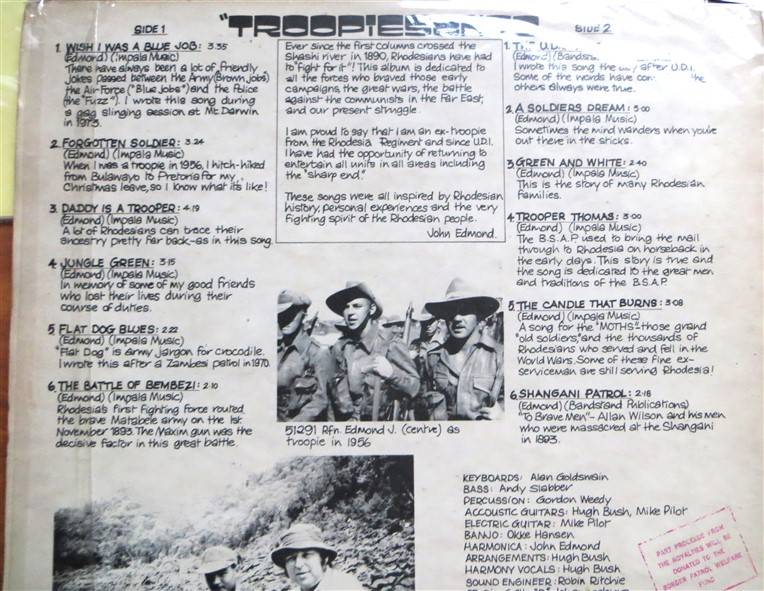 SIDE 1
"TROOPIESONGS
SIDE 2
1. WISH I WAS A BLUE JOB: 3.35
(Edmond) (Impala Music)
There have always been a lot of friendly
Jokes passed between the Army (Brown jobs)
the Air-Force ("Blue jobs") and the Police
(the "Fuzz"). I wrote this song during
a gag slinging session at Mt. Darwin
in 1973.
2. FORGOTTEN SOLDIER: 3.24
(Edmond) (Impala Music)
When I was a troopie in 1956, I hitch-hiked
from Bulawayo to Pretoria for my
Christmas leave, so I know what it's like!
3. DADDY IS A TROOPER: 4.19
(Edmond) (Impala Music)
A lot of Rhodesians can trace their
ancestry pretty far back-as in this song.
4 JUNGLE GREEN: 3.15
(Edmond) (Impala Music)
In memory of some of my good friends
who lost their lives during their
course of duties.
5 FLAT DOG BLUES: 2.22
(Edmond) (Impala Music)
"Flat Dog" is army jargon for crocodile.
I wrote this after a Zambesi patrol in 1970.
6. THE BATTLE OF BEMBEZI: 2.10
(Edmond) (Impala Music)
Rhodesia's first fighting force routed
the brave Matabele army on the 1st
November 1893. The Maxim gun was the
decisive factor in this great battle.
Ever since the first columns crossed the
Shashi river in 1890, Rhodesians have had
to "fight for it"! This album is dedicated to
all the forces who braved those early
campaigns, the great wars, the battle
against the communists in the Far East,
and our present struggle.
I am proud to say that I am an ex-troopie
from the Rhodesia Regiment and since U.D.I.
I have had the opportunity of returning to
entertain all units in all areas including
the "sharp end."
These songs were all inspired by Rhodesian
history, personal experiences and the very
fighting spirit of the Rhodesian people.
John Edmond.
51291 Rfn. Edmond J. (centre) as
troopie in 1956
1. U.D.
(Edmond)
I wrote this song the after U.D.I.
Some of the words have the
others always were true.
2. A SOLDIERS DREAM: 3.00
(Edmond) (Impala Music)
Sometimes the mind wanders when you're
out there in the sticks.
3 GREEN AND WHITE: 2.40
(Edmond) (Impala Music)
This is the story of many Rhodesian
families.
4 TROOPER THOMAS: 3.00
(Edmond) (Impala Music)
The B.S.A.P used to bring the mail
through to Rhodesia on horseback in
the early days. This story is true and
the song is dedicated to the great men
and traditions of the B.S.A.P.
5 THE CANDLE THAT BURNS: 3.08
(Edmond) (Impala Music)
A song for the "MOTHS"-those grand
"old soldiers," and the thousands of
Rhodesians who served and fell in the
World Wars. Some of these fine ex-
serviceman are still serving Rhodesia!
6 SHANGANI PATROL: 2.18
(Edmond) (Bandstand Publications)
"To Brave Men"- Allan Wilson and his men
who were massacred at the Shangani
in 1893.
KEYBOARDS: Alan Goldswain
BASS: Andy Slabber
PERCUSSION: Gordon Weedy
ACCOUSTIC GUITARS: Hugh Bush, Mike Pilot
ELECTRIC GUITAR: Mike Pilot
BANJO: Okke Hansen
HARMONICA: John Edmond
ARRANGEMENTS: Hugh Bush
HARMONY VOCALS: Hugh Bush
SOUND ENGINEER: Robin Ritchie
PART PROCEEDS FROM
THE ROYALTIES WILL BE
DONATED TO THE
BORDER PATROL WELFARE
FUND